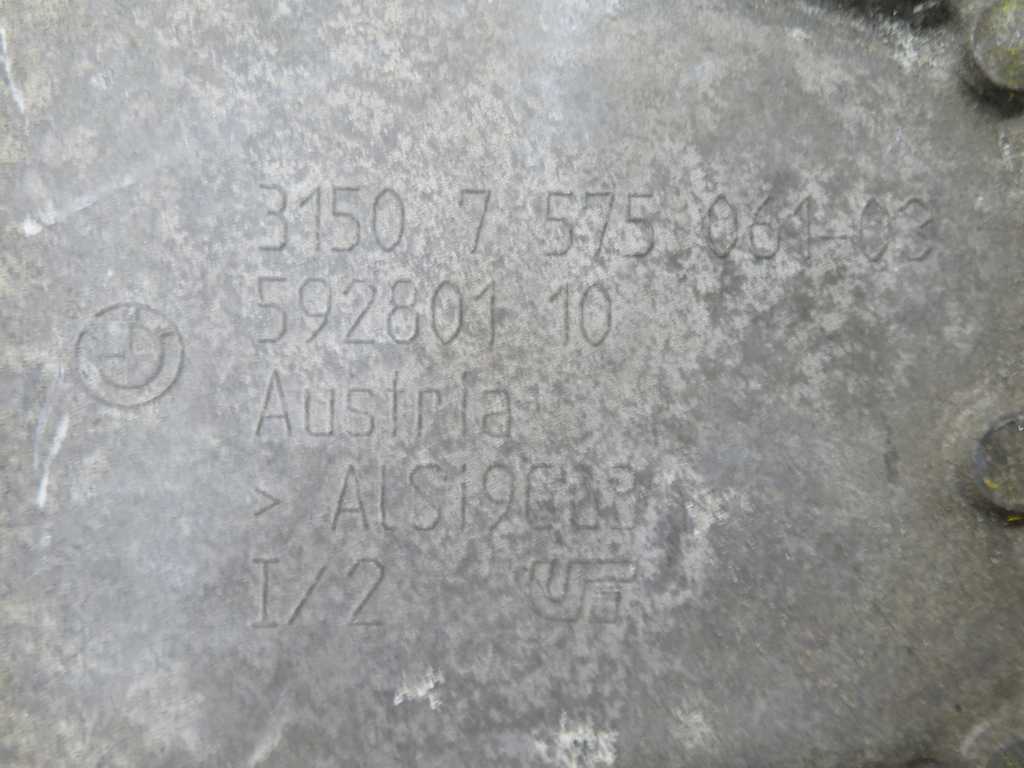 3150 7 575 061-03
592801 10
Austria
> AlSi9Cu3
I/2